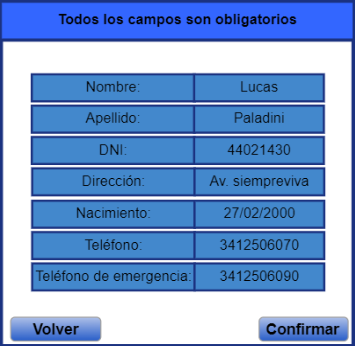 Todos los campos son obligatorios
Nombre: Lucas
Apellido: Paladini
DNI: 44021430
Dirección: Av. siempreviva
Nacimiento: 27/02/2000
Teléfono: 3412506070
Teléfono de emergencia: 3412506090
Volver Confirmar